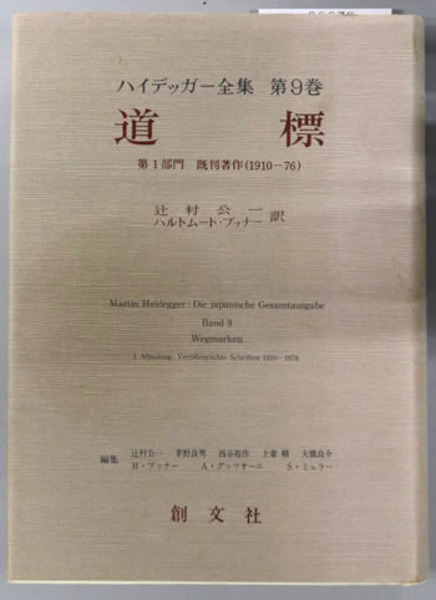 ハイデッガー全集 第9巻
道標
第1部門 既刊著作(1910−76)
辻村公一
ハルトムート・ブッナー 訳
Martin Heidegger : Die japanische Gesamtausgabe
Band 9
Wegmarken
I. Abteilung. Veröffentlichte Schriften 1910−1976
編集
辻村公一 茅野良男 西谷裕作 上妻精 大橋良介
H・ブッナー A・グッツオーニ S・ミュラー
創文社